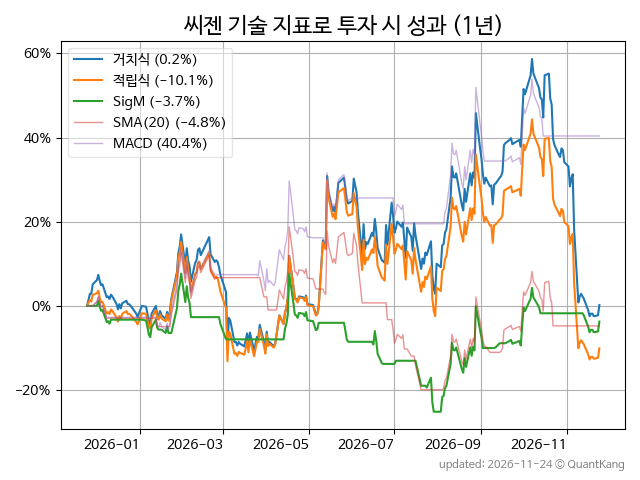 씨젠 기술 지표로 투자 시 성과 (1년)
60%
40%
20%
0%
−20%
거치식 (0.2%)
적립식 (−10.1%)
SigM (−3.7%)
SMA(20) (−4.8%)
MACD (40.4%)
2026-01 2026-03 2026-05 2026-07 2026-09 2026-11
updated: 2026-11-24 © QuantKang